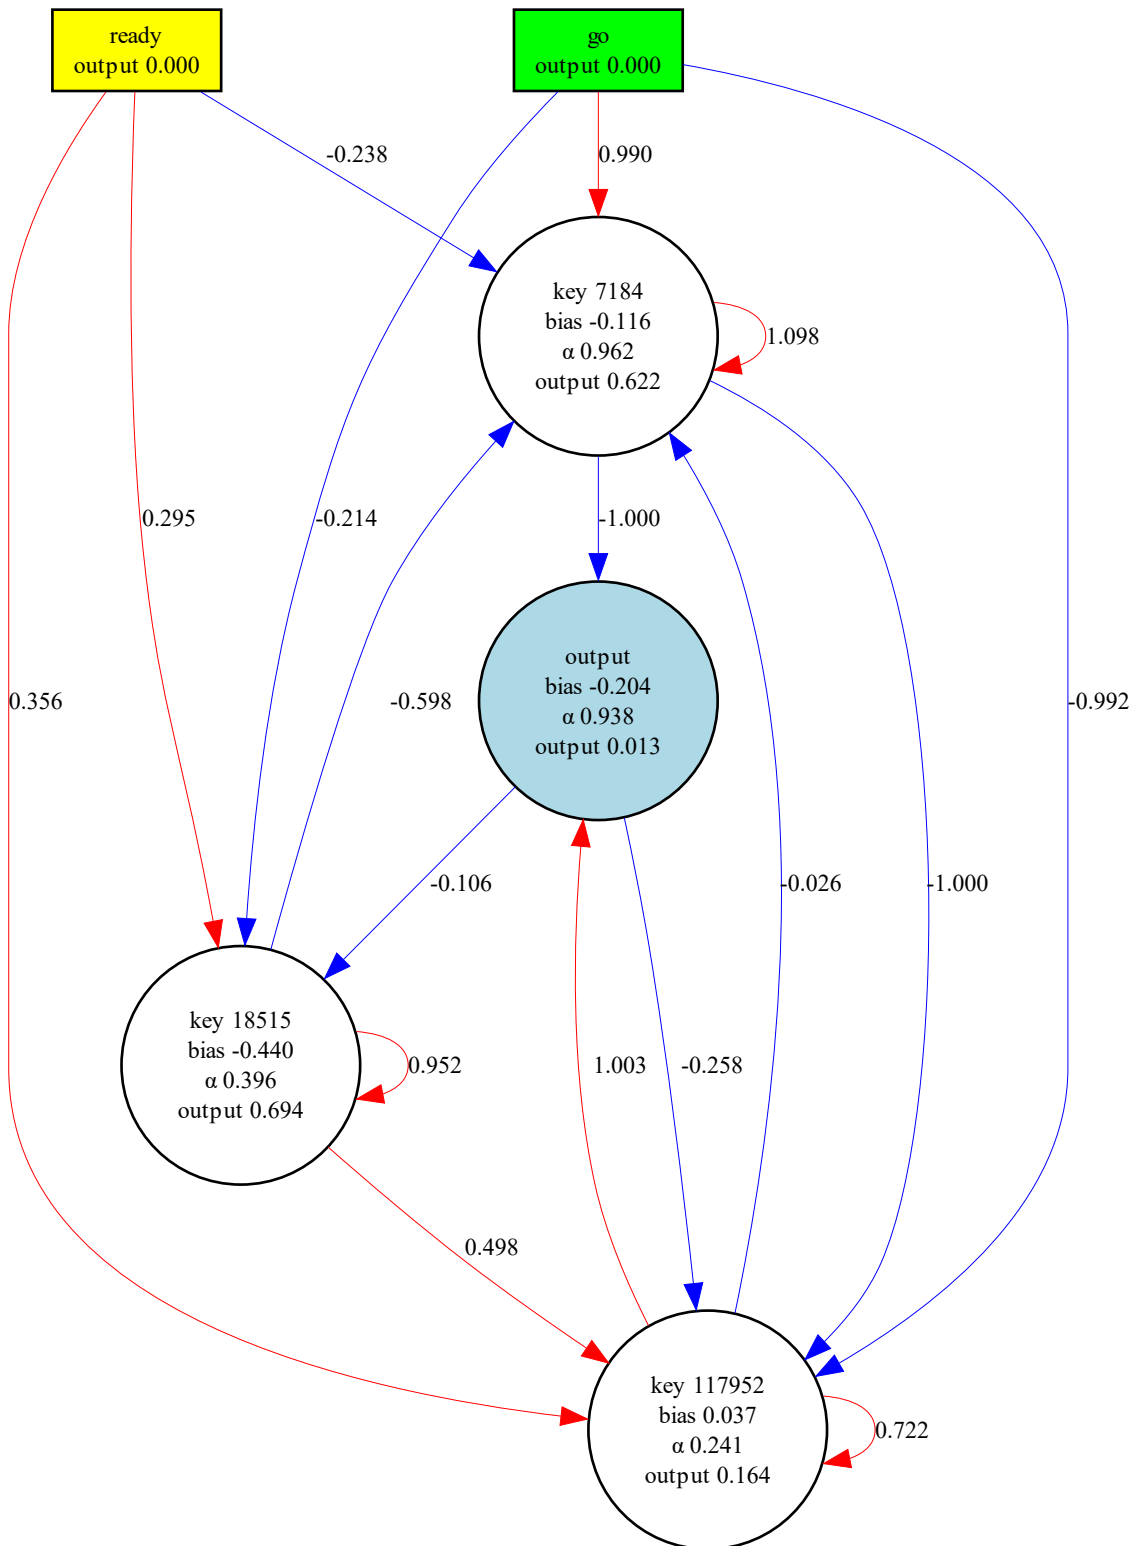 ready
output 0.000
go
output 0.000
-0.238
0.990
key 7184
bias -0.116
α 0.962
output 0.622
1.098
0.295
-0.214
-1.000
output
bias -0.204
α 0.938
output 0.013
0.356
-0.598
-0.992
-0.106
-0.026
-1.000
key 18515
bias -0.440
α 0.396
output 0.694
0.952
1.003
-0.258
0.498
key 117952
bias 0.037
α 0.241
output 0.164
0.722